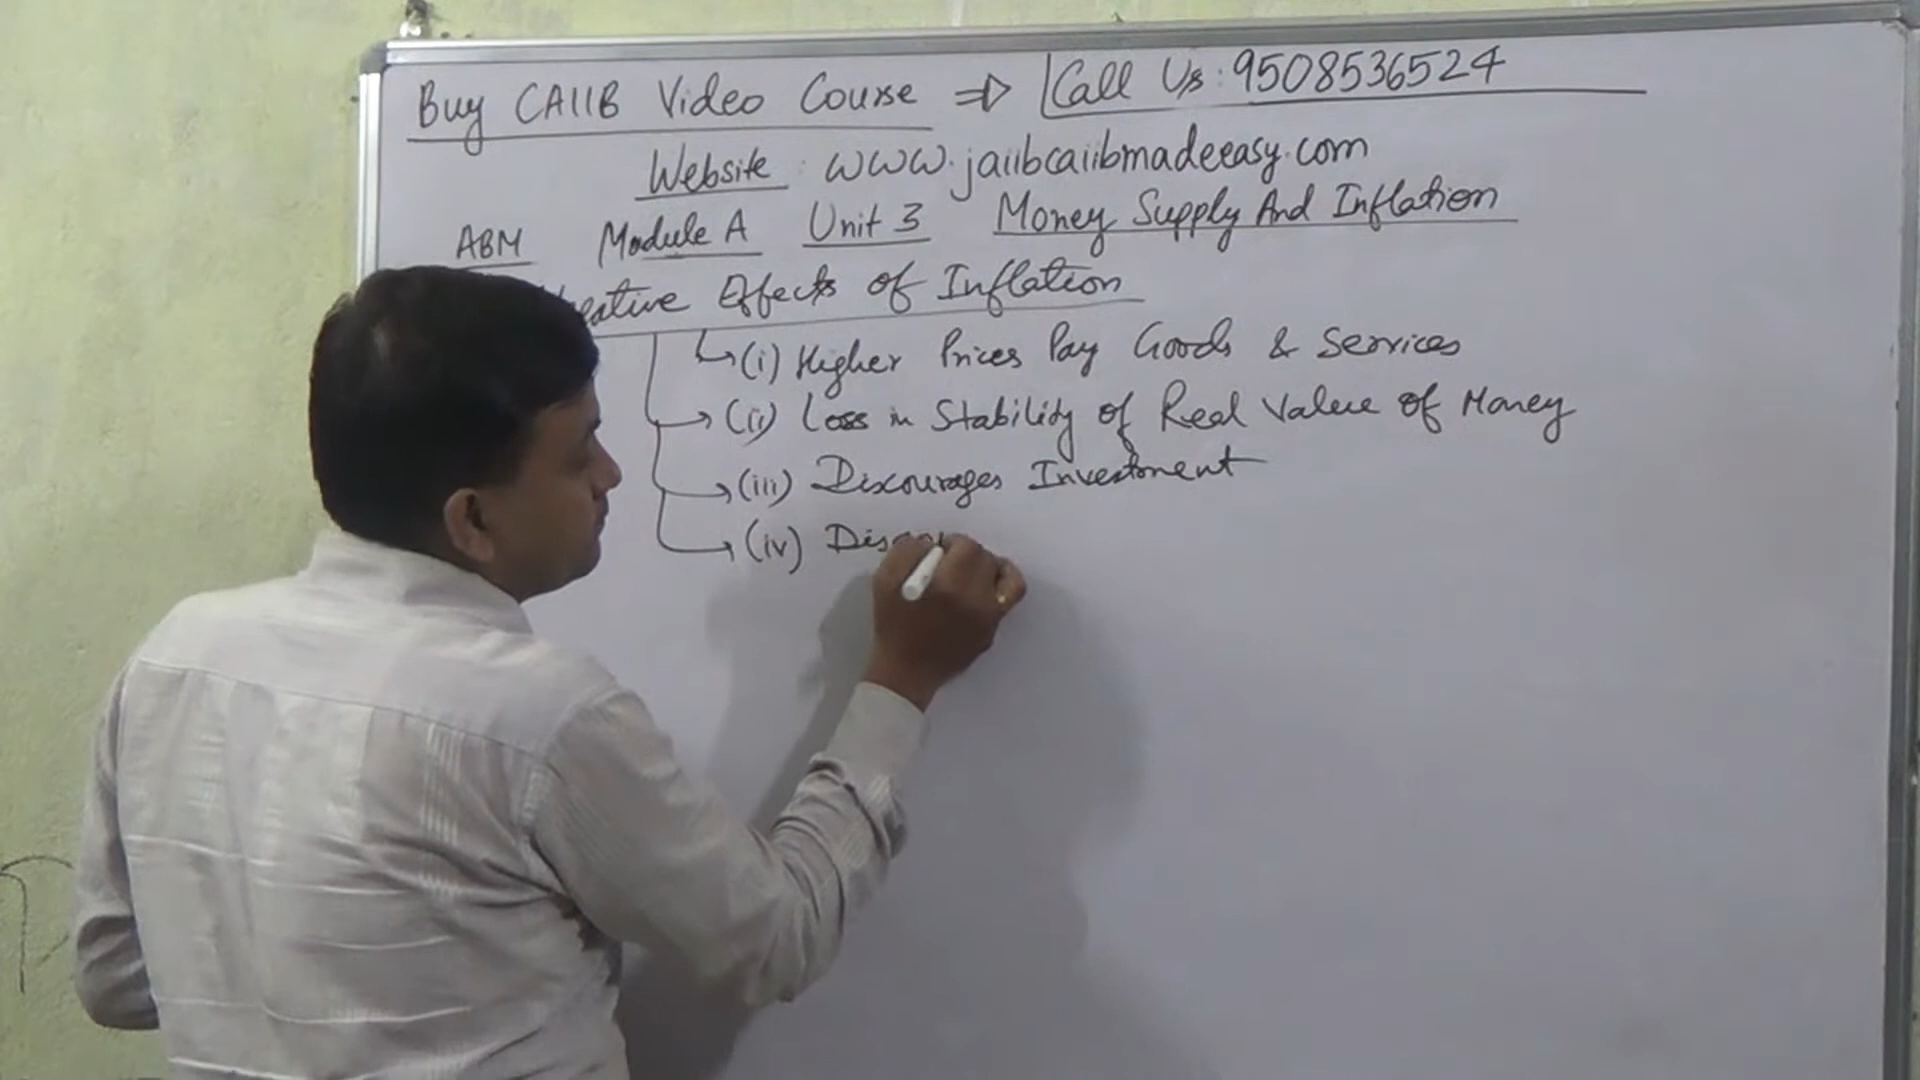 Buy CAIIB Video Course ⇒ Call Us : 9508536524
Website : www.jaiibcaiibmadeeasy.com
ABM Module A Unit 3 Money Supply And Inflation
Effects of Inflation
(i) Higher Prices Pay Goods & Services
(ii) Loss in Stability of Real Value of Money
(iii) Discourages Investment
(iv)